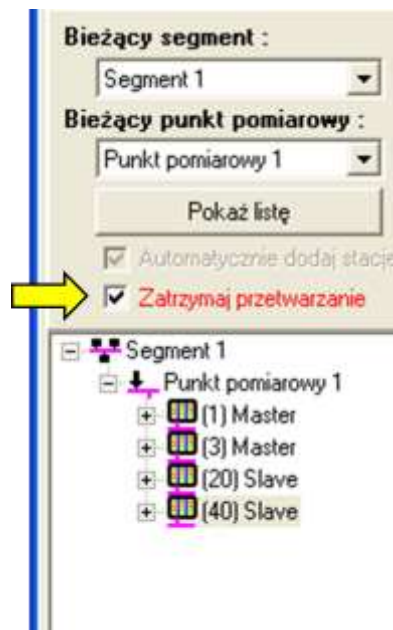 Bieżący segment :
Segment 1
Bieżący punkt pomiarowy :
Punkt pomiarowy 1
Pokaż listę
Automatycznie dodaj stacje
Zatrzymaj przetwarzanie
Segment 1
Punkt pomiarowy 1
(1) Master
(3) Master
(20) Slave
(40) Slave